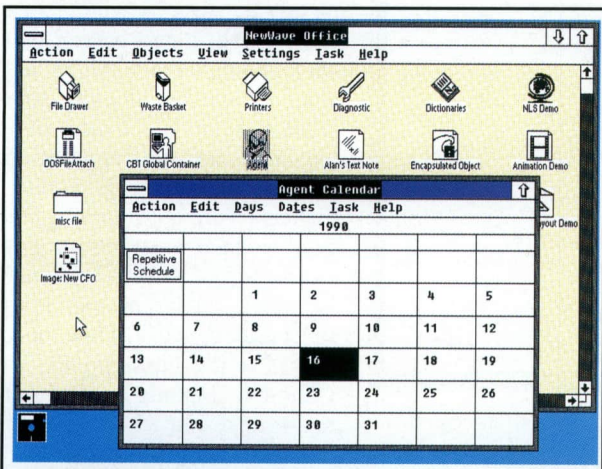 NewWave Office
Action Edit Objects View Settings Task Help
File Drawer Waste Basket Printers Diagnostic Dictionaries NLS Demo
DOSFileAttach CBT Global Container Agent Alan's Text Note Encapsulated Object Animation Demo
misc file
Image: New CFO
Agent Calendar
Action Edit Days Dates Task Help
1990
Repetitive
Schedule
1 2 3 4 5
6 7 8 9 10 11 12
13 14 15 16 17 18 19
20 21 22 23 24 25 26
27 28 29 30 31
yout Demo